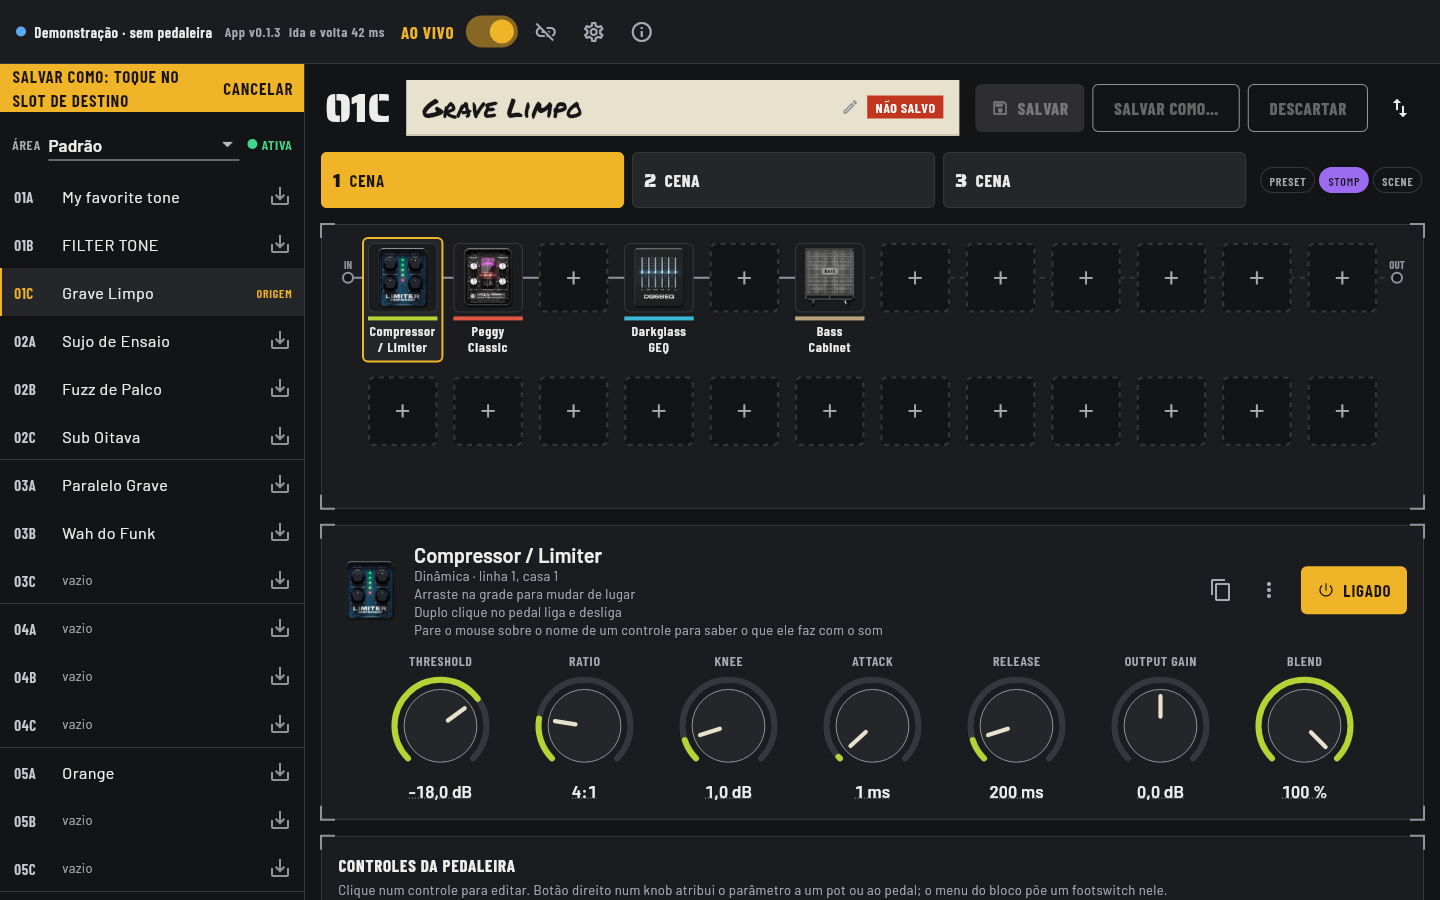 Demonstração · sem pedaleira App v0.1.3 Ida e volta 42 ms AO VIVO
SALVAR COMO: TOQUE NO
SLOT DE DESTINO
CANCELAR
ÁREA Padrão ATIVA
01A My favorite tone
01B FILTER TONE
01C Grave Limpo ORIGEM
02A Sujo de Ensaio
02B Fuzz de Palco
02C Sub Oitava
03A Paralelo Grave
03B Wah do Funk
03C vazio
04A vazio
04B vazio
04C vazio
05A Orange
05B vazio
05C vazio
01C Grave Limpo NÃO SALVO SALVAR SALVAR COMO... DESCARTAR
1 CENA 2 CENA 3 CENA PRESET STOMP SCENE
IN
LIMITER
BASS
OUT
Compressor
/ Limiter
Peggy
Classic
Darkglass
GEQ
Bass
Cabinet
LIMITER
Compressor / Limiter
Dinâmica · linha 1, casa 1
Arraste na grade para mudar de lugar
Duplo clique no pedal liga e desliga
Pare o mouse sobre o nome de um controle para saber o que ele faz com o som
LIGADO
THRESHOLD RATIO KNEE ATTACK RELEASE OUTPUT GAIN BLEND
-18,0 dB 4:1 1,0 dB 1 ms 200 ms 0,0 dB 100 %
CONTROLES DA PEDALEIRA
Clique num controle para editar. Botão direito num knob atribui o parâmetro a um pot ou ao pedal; o menu do bloco põe um footswitch nele.